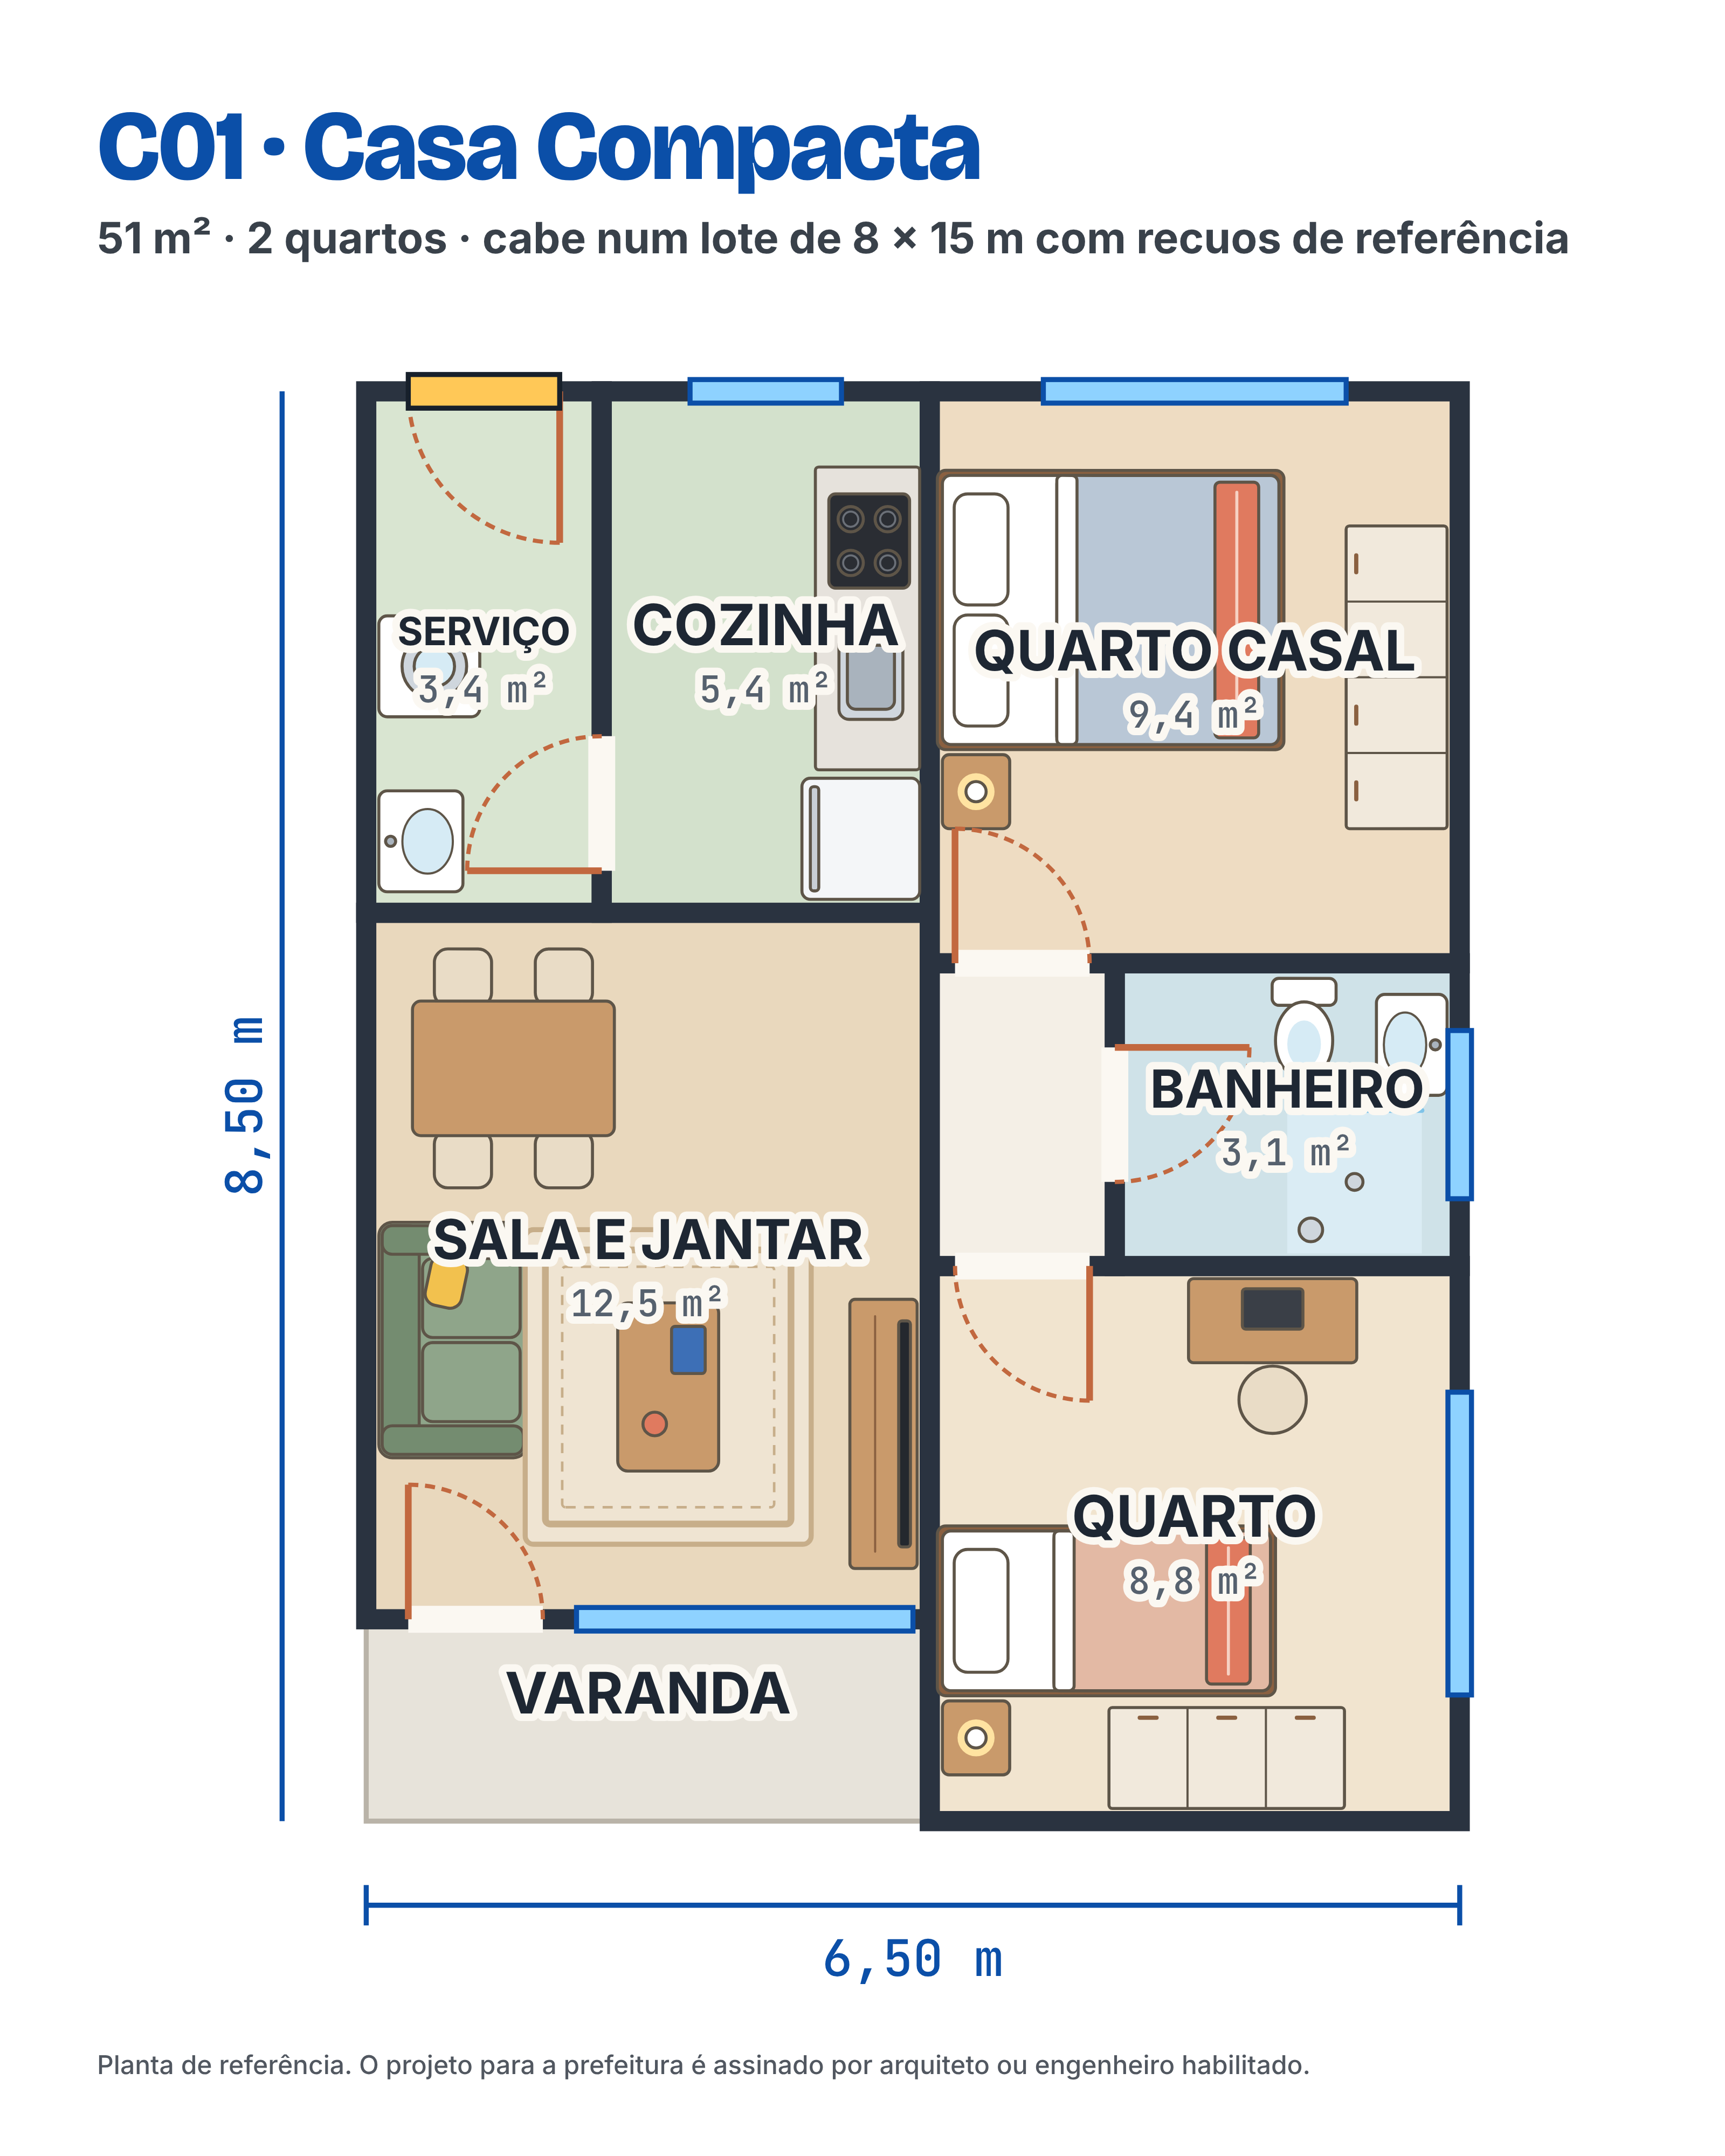 C01 · Casa Compacta
51 m² · 2 quartos · cabe num lote de 8 × 15 m com recuos de referência
SERVIÇO
3,4 m²
COZINHA
5,4 m²
QUARTO CASAL
9,4 m²
BANHEIRO
3,1 m²
8,50 m
SALA E JANTAR
12,5 m²
QUARTO
8,8 m²
VARANDA
6,50 m
Planta de referência. O projeto para a prefeitura é assinado por arquiteto ou engenheiro habilitado.